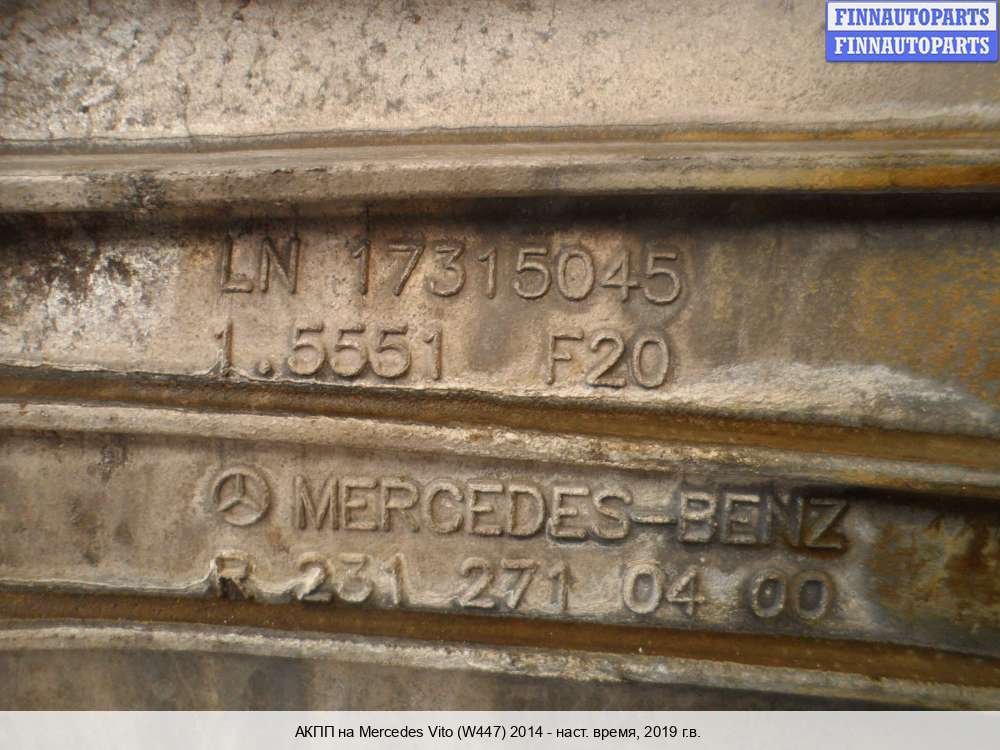 FINNAUTOPARTS
FINNAUTOPARTS
LN 17315045
1.5551 F20
MERCEDES-BENZ
R 231 271 04 00
АКПП на Mercedes Vito (W447) 2014 - наст. время, 2019 г.в.